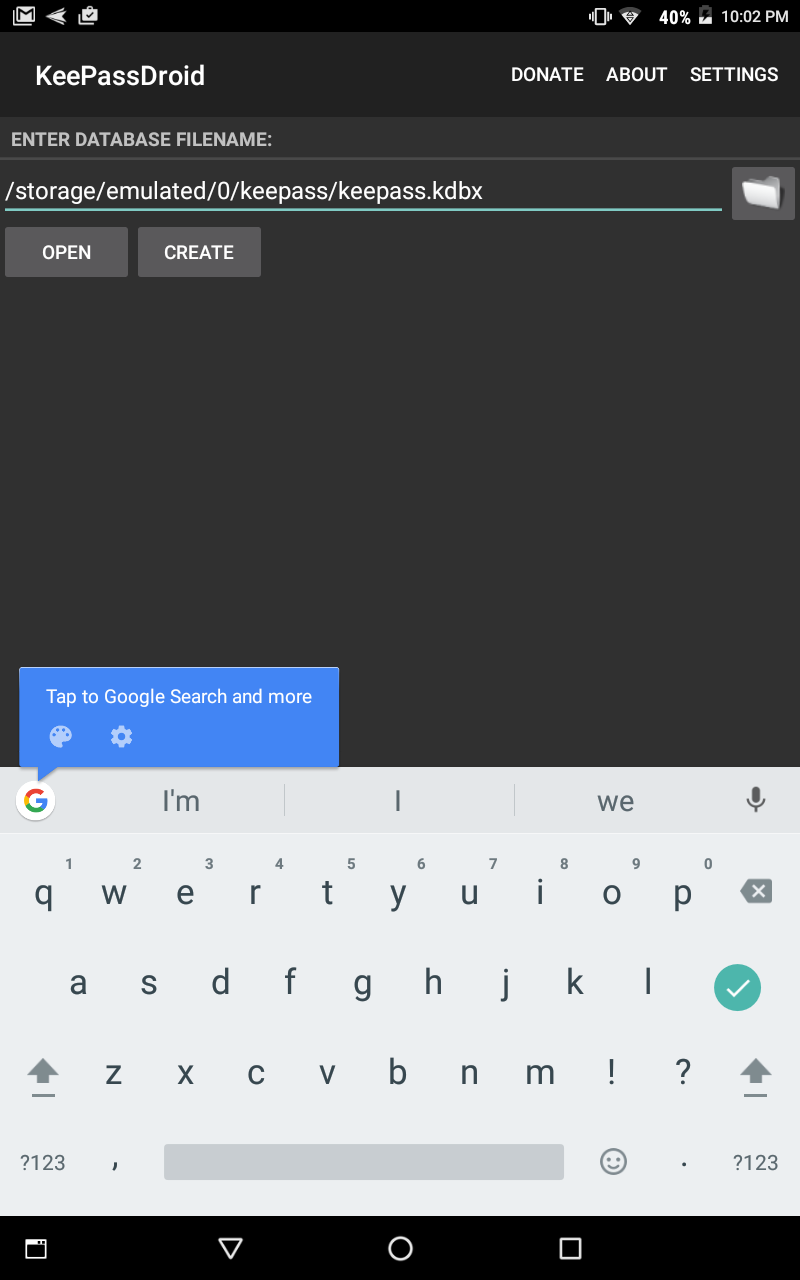 40% 10:02 PM
KeePassDroid DONATE ABOUT SETTINGS
ENTER DATABASE FILENAME:
/storage/emulated/0/keepass/keepass.kdbx
OPEN CREATE
Tap to Google Search and more
G I'm I we
1 2 3 4 5 6 7 8 9 0
q w e r t y u i o p
a s d f g h j k l
z x c v b n m ! ?
?123 , . ?123